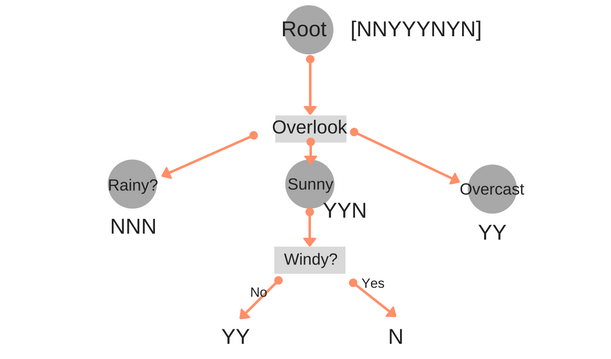 Root [NNYYYNYN]
Overlook
Rainy? Sunny Overcast
NNN YYN YY
Windy?
No Yes
YY N